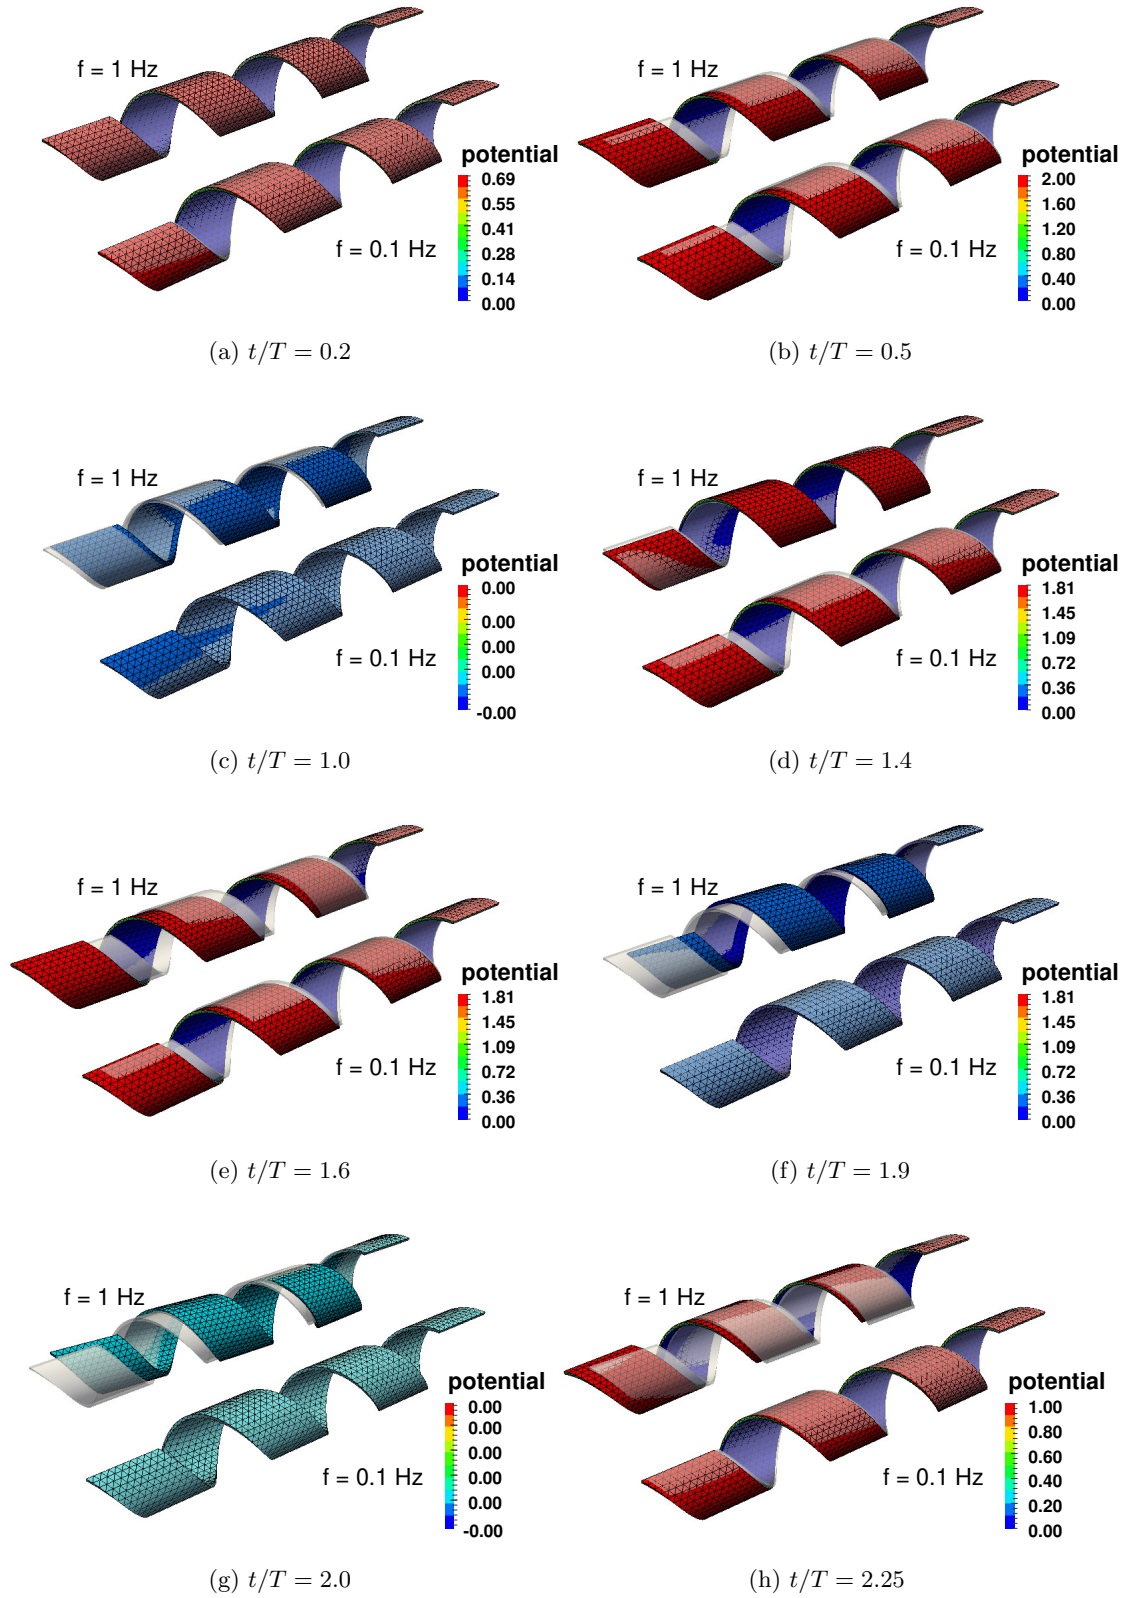 f = 1 Hz
potential
0.69
0.55
0.41
0.28
0.14
0.00
f = 0.1 Hz
(a) t/T = 0.2
f = 1 Hz
potential
2.00
1.60
1.20
0.80
0.40
0.00
f = 0.1 Hz
(b) t/T = 0.5
f = 1 Hz
potential
0.00
0.00
0.00
0.00
-0.00
f = 0.1 Hz
(c) t/T = 1.0
f = 1 Hz
potential
1.81
1.45
1.09
0.72
0.36
0.00
f = 0.1 Hz
(d) t/T = 1.4
f = 1 Hz
potential
1.81
1.45
1.09
0.72
0.36
0.00
f = 0.1 Hz
(e) t/T = 1.6
f = 1 Hz
potential
1.81
1.45
1.09
0.72
0.36
0.00
f = 0.1 Hz
(f) t/T = 1.9
f = 1 Hz
potential
0.00
0.00
0.00
0.00
0.00
-0.00
f = 0.1 Hz
(g) t/T = 2.0
f = 1 Hz
potential
1.00
0.80
0.60
0.40
0.20
0.00
f = 0.1 Hz
(h) t/T = 2.25